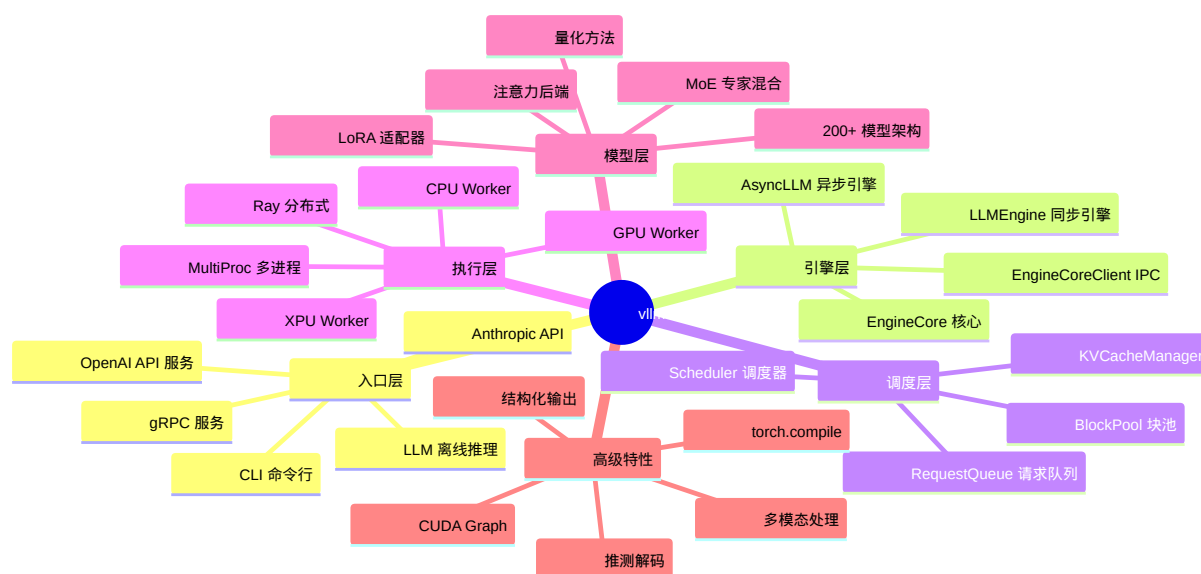 量化方法
MoE 专家混合
注意力后端
200+ 模型架构
LoRA 适配器
模型层
AsyncLLM 异步引擎
CPU Worker
Ray 分布式
LLMEngine 同步引擎
GPU Worker
MultiProc 多进程
执行层
引擎层
EngineCoreClient IPC
XPU Worker
EngineCore 核心
Anthropic API
OpenAI API 服务
入口层
Scheduler 调度器
调度层
KVCacheManager
结构化输出
gRPC 服务
LLM 离线推理
torch.compile
BlockPool 块池
高级特性
CLI 命令行
RequestQueue 请求队列
CUDA Graph
多模态处理
推测解码